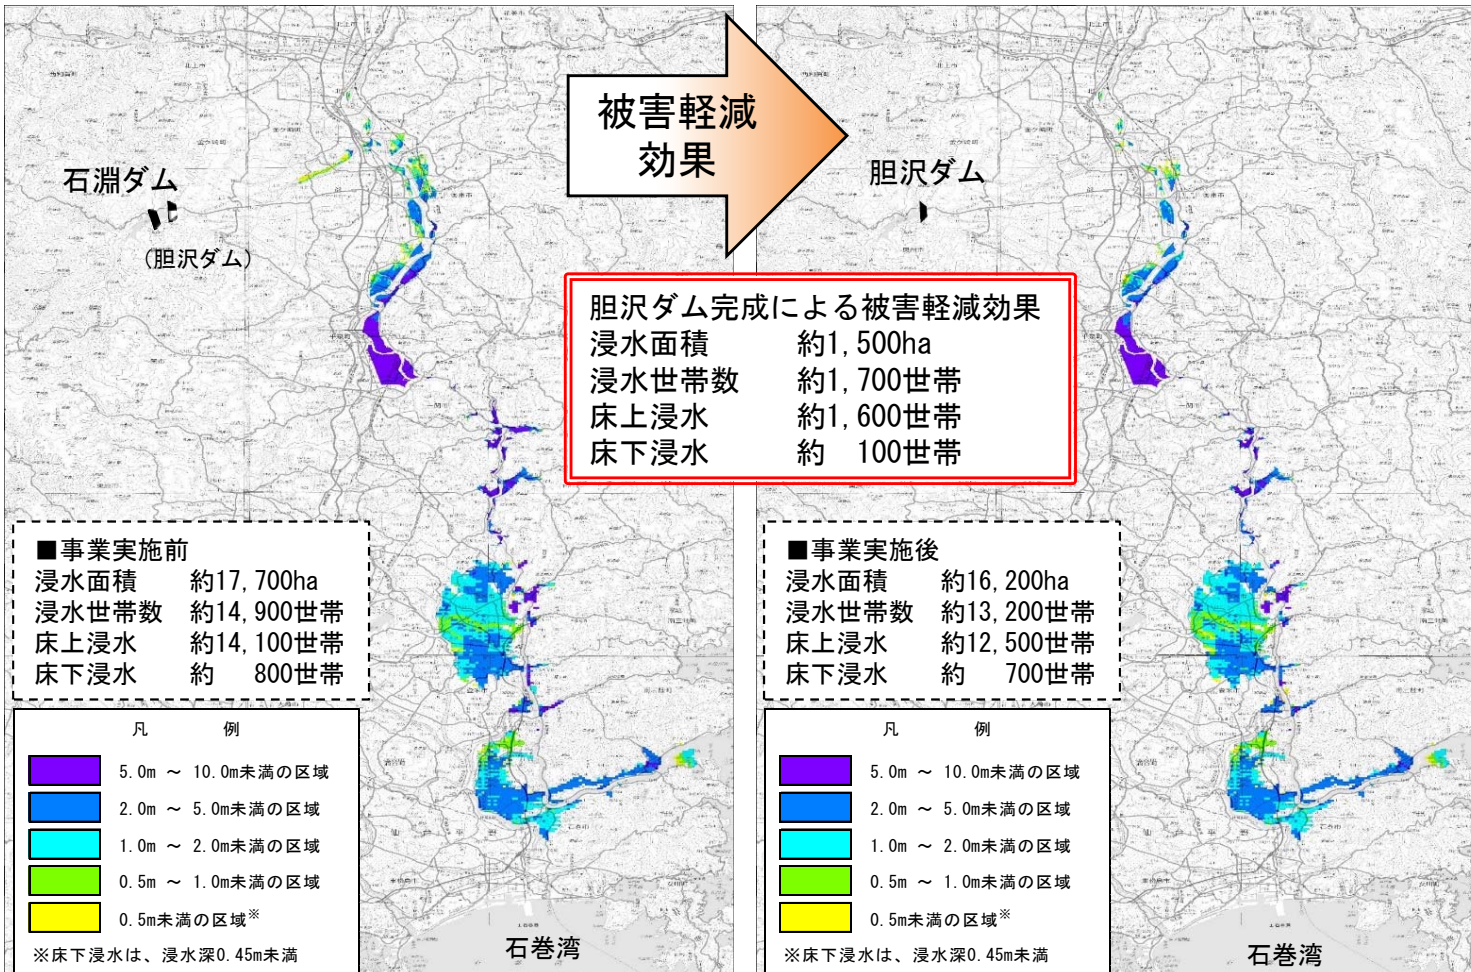 石淵ダム
(胆沢ダム)
被害軽減
効果
胆沢ダム
胆沢ダム完成による被害軽減効果
浸水面積 約1,500ha
浸水世帯数 約1,700世帯
床上浸水 約1,600世帯
床下浸水 約 100世帯
■事業実施前
浸水面積 約17,700ha
浸水世帯数 約14,900世帯
床上浸水 約14,100世帯
床下浸水 約 800世帯
凡 例
5.0m ～ 10.0m未満の区域
2.0m ～ 5.0m未満の区域
1.0m ～ 2.0m未満の区域
0.5m ～ 1.0m未満の区域
0.5m未満の区域※
※床下浸水は、浸水深0.45m未満
石巻湾
■事業実施後
浸水面積 約16,200ha
浸水世帯数 約13,200世帯
床上浸水 約12,500世帯
床下浸水 約 700世帯
凡 例
5.0m ～ 10.0m未満の区域
2.0m ～ 5.0m未満の区域
1.0m ～ 2.0m未満の区域
0.5m ～ 1.0m未満の区域
0.5m未満の区域※
※床下浸水は、浸水深0.45m未満
石巻湾